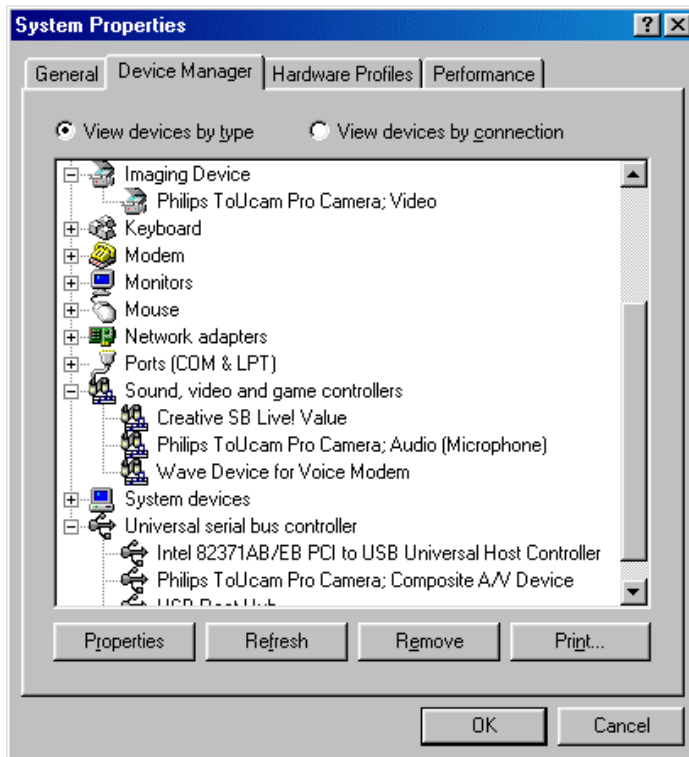 System Properties
General Device Manager Hardware Profiles Performance
View devices by type View devices by connection
Imaging Device
Philips ToUcam Pro Camera; Video
Keyboard
Modem
Monitors
Mouse
Network adapters
Ports (COM & LPT)
Sound, video and game controllers
Creative SB Live! Value
Philips ToUcam Pro Camera; Audio (Microphone)
Wave Device for Voice Modem
System devices
Universal serial bus controller
Intel 82371AB/EB PCI to USB Universal Host Controller
Philips ToUcam Pro Camera; Composite A/V Device
USB Root Hub
Properties Refresh Remove Print...
OK Cancel